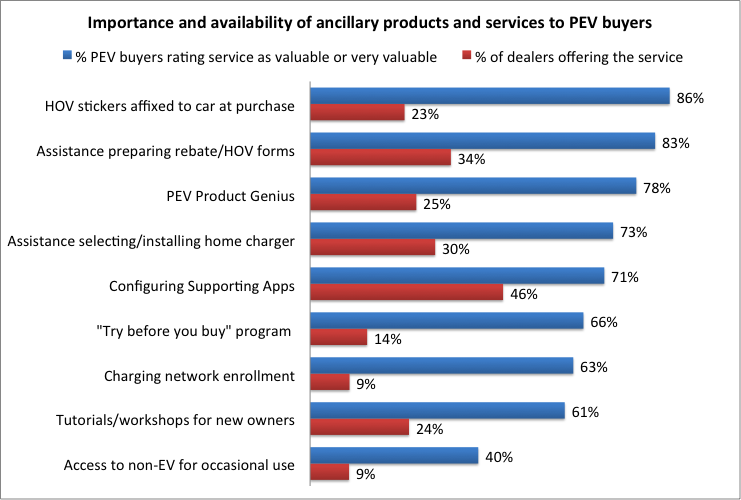 Importance and availability of ancillary products and services to PEV buyers
% PEV buyers rating service as valuable or very valuable % of dealers offering the service
HOV stickers affixed to car at purchase 86%
23%
Assistance preparing rebate/HOV forms 83%
34%
PEV Product Genius 78%
25%
Assistance selecting/installing home charger 73%
30%
Configuring Supporting Apps 71%
46%
"Try before you buy" program 66%
14%
Charging network enrollment 63%
9%
Tutorials/workshops for new owners 61%
24%
Access to non-EV for occasional use 40%
9%